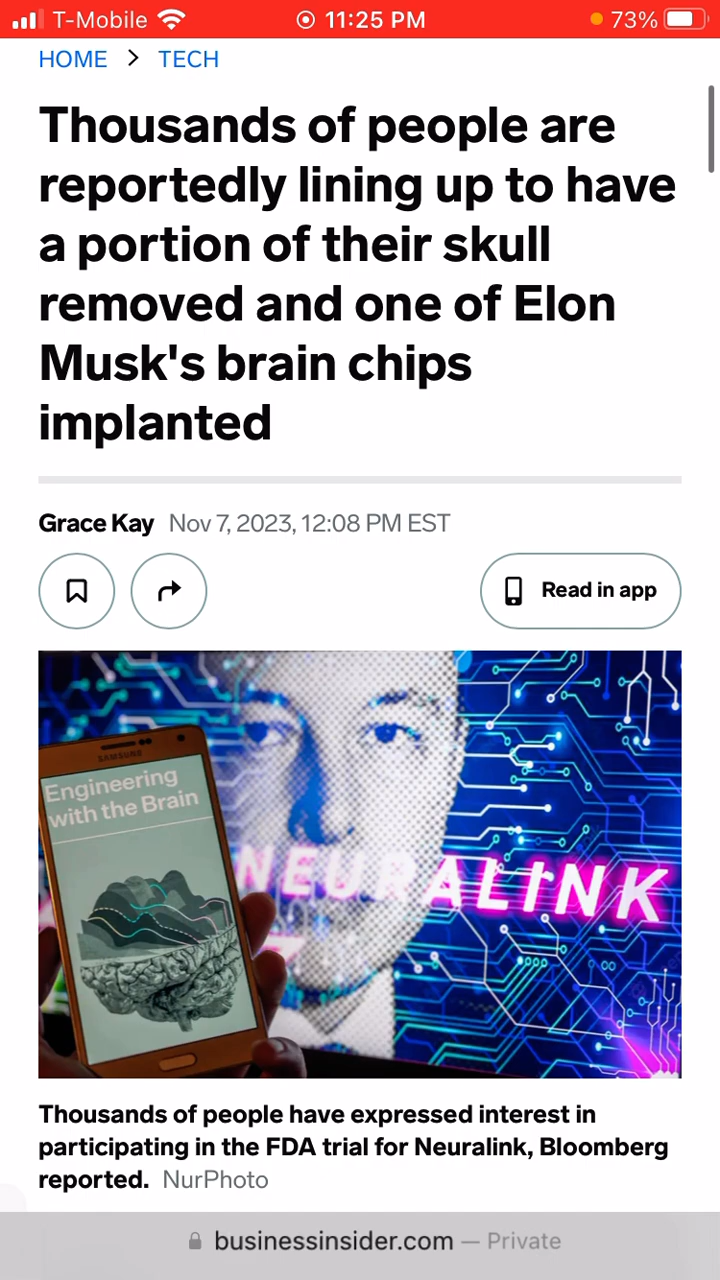 T-Mobile 11:25 PM 73%
HOME > TECH
Thousands of people are
reportedly lining up to have
a portion of their skull
removed and one of Elon
Musk's brain chips
implanted
Grace Kay Nov 7, 2023, 12:08 PM EST
Read in app
SAMSUNG
Engineering
with the Brain
NEURALINK
Thousands of people have expressed interest in
participating in the FDA trial for Neuralink, Bloomberg
reported. NurPhoto
businessinsider.com — Private